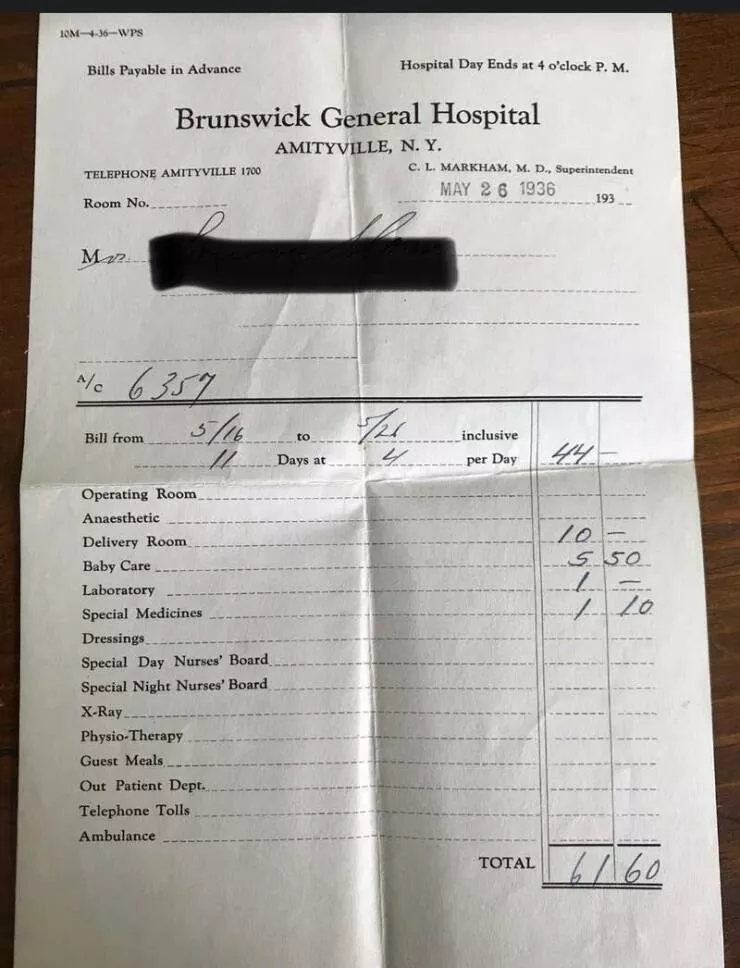 10M—4-36—WPS
Bills Payable in Advance
Hospital Day Ends at 4 o'clock P. M.
Brunswick General Hospital
AMITYVILLE, N. Y.
TELEPHONE AMITYVILLE 1700
C. L. MARKHAM, M. D., Superintendent
MAY 26 1936
Room No.
193
Mrs.
A/c 6357
Bill from 5/16 to 5/26 inclusive
11 Days at 4 per Day 44 -
Operating Room
Anaesthetic
Delivery Room 10 -
Baby Care 5 50
Laboratory 1 -
Special Medicines 1 10
Dressings
Special Day Nurses' Board
Special Night Nurses' Board
X-Ray
Physio-Therapy
Guest Meals
Out Patient Dept.
Telephone Tolls
Ambulance
TOTAL 61 60